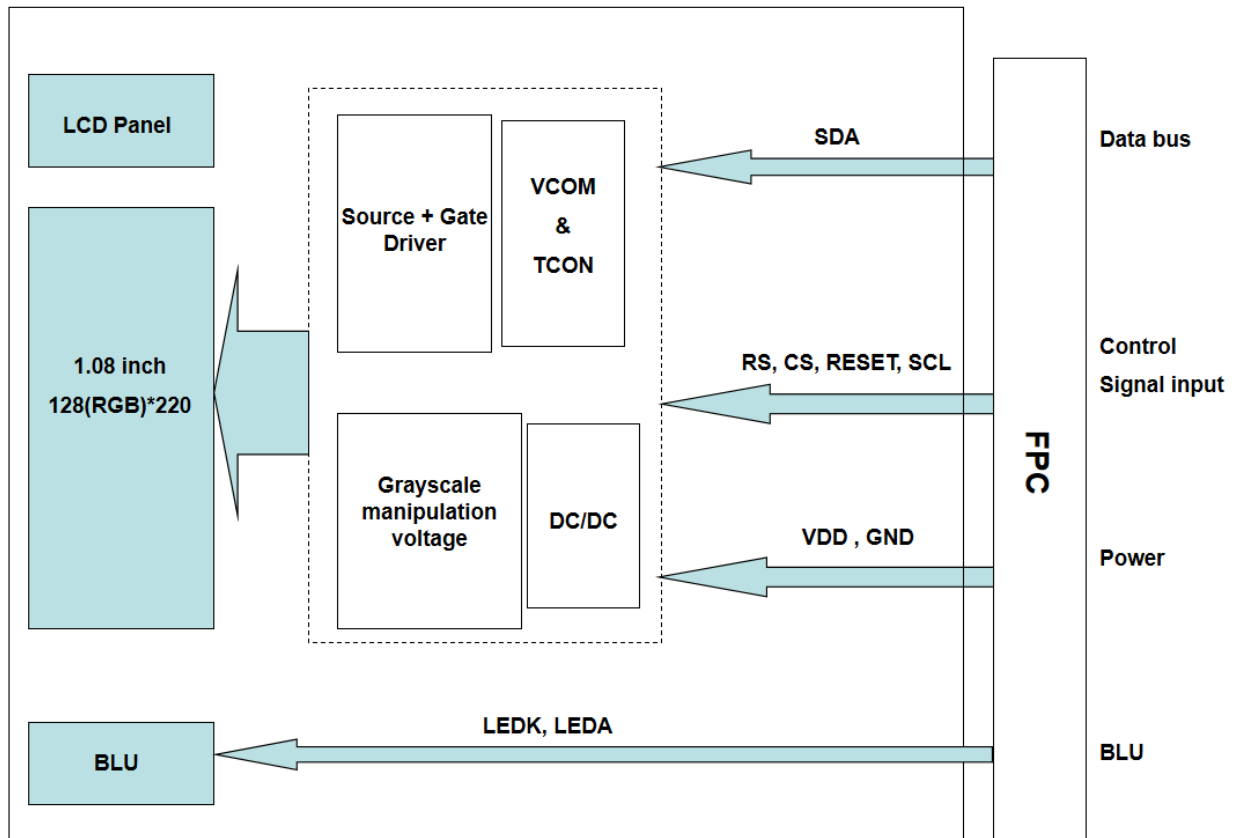 LCD Panel
1.08 inch
128(RGB)*220
BLU
Source + Gate
Driver
VCOM
&
TCON
Grayscale
manipulation
voltage
DC/DC
SDA
RS, CS, RESET, SCL
VDD , GND
LEDK, LEDA
FPC
Data bus
Control
Signal input
Power
BLU